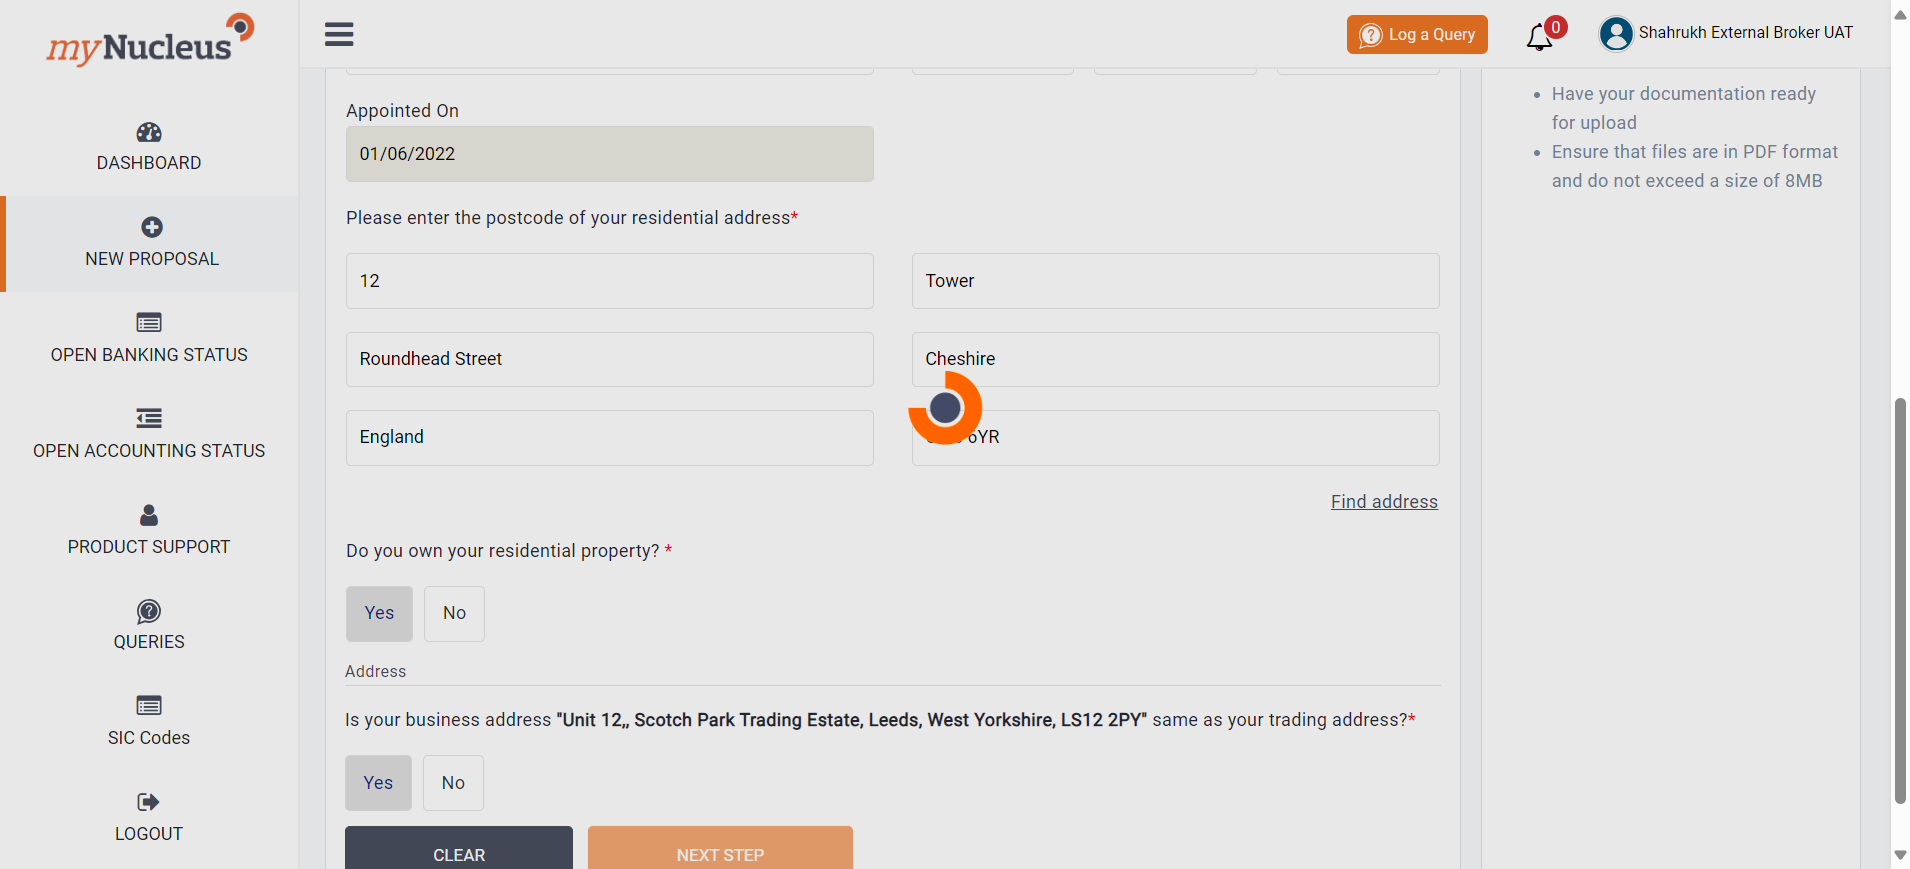 myNucleus
Log a Query
0
Shahrukh External Broker UAT
DASHBOARD
NEW PROPOSAL
OPEN BANKING STATUS
OPEN ACCOUNTING STATUS
PRODUCT SUPPORT
QUERIES
SIC Codes
LOGOUT
Appointed On
01/06/2022
Please enter the postcode of your residential address*
12
Tower
Roundhead Street
Cheshire
England
6YR
Find address
Do you own your residential property? *
Yes
No
Address
Is your business address "Unit 12,, Scotch Park Trading Estate, Leeds, West Yorkshire, LS12 2PY" same as your trading address?*
Yes
No
CLEAR
NEXT STEP
• Have your documentation ready
for upload
• Ensure that files are in PDF format
and do not exceed a size of 8MB